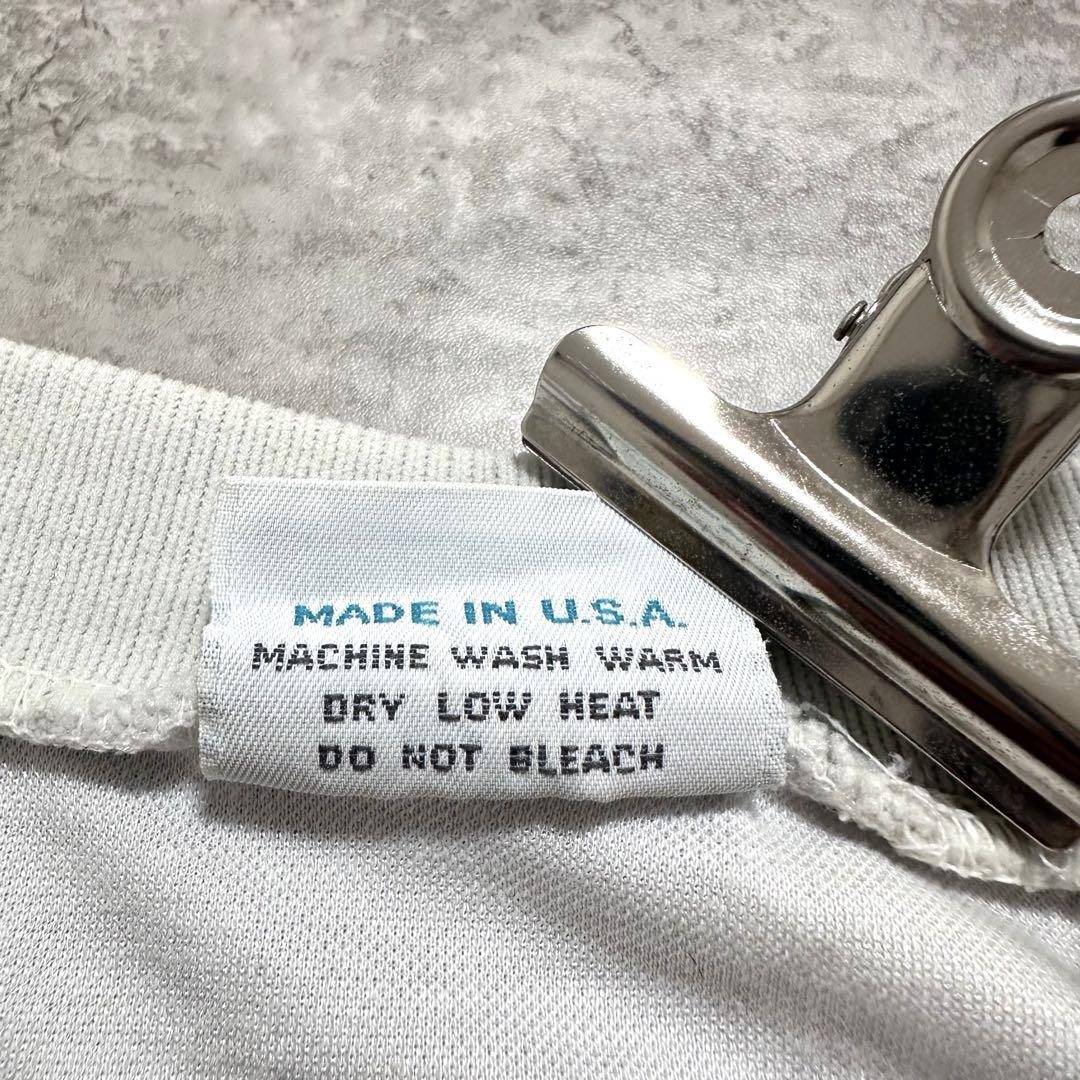 MADE IN U.S.A.
MACHINE WASH WARM
DRY LOW HEAT
DO NOT BLEACH